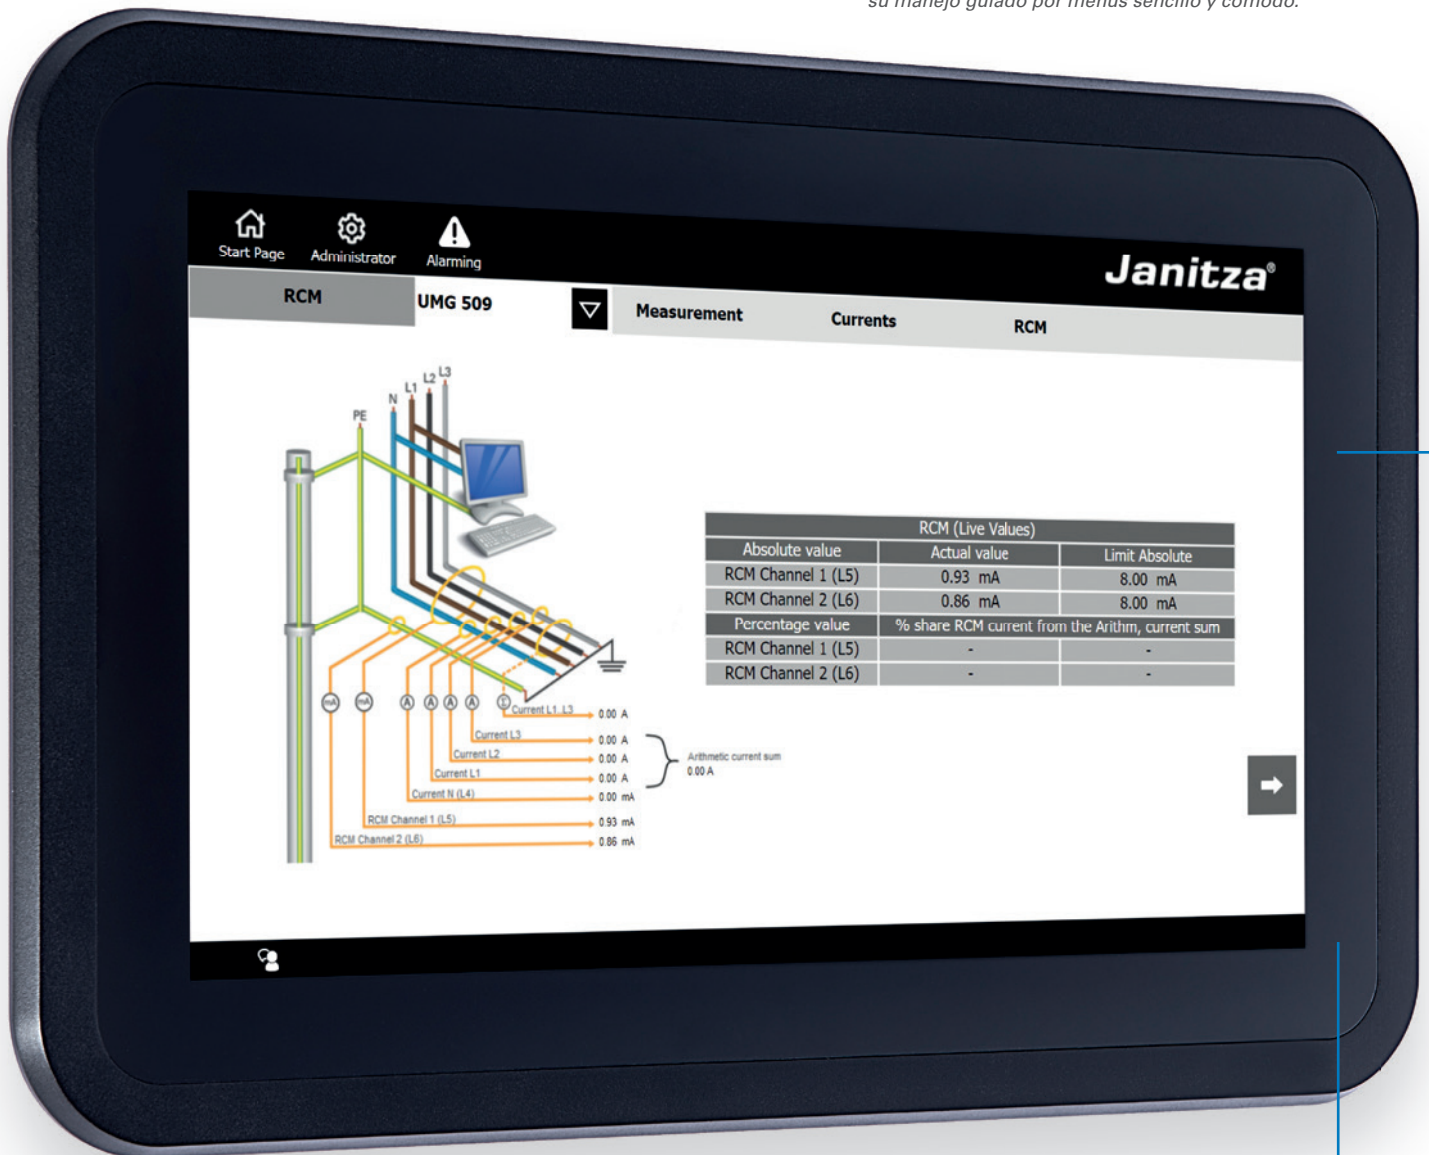 su manejo guiado por menús sencillo y cómodo.
Start Page
Administrator
Alarming
Janitza®
RCM
UMG 509
Measurement
Currents
RCM
PE
N
L1
L2
L3
RCM (Live Values)
Absolute value Actual value Limit Absolute
RCM Channel 1 (L5) 0.93 mA 8.00 mA
RCM Channel 2 (L6) 0.86 mA 8.00 mA
Percentage value % share RCM current from the Arithm, current sum
RCM Channel 1 (L5) - -
RCM Channel 2 (L6) - -
mA mA A A A A Σ
Current L1..L3 0.00 A
Current L3 0.00 A
Current L2 0.00 A
Current L1 0.00 A
Arithmetic current sum
0.00 A
Current N (L4) 0.00 mA
RCM Channel 1 (L5) 0.93 mA
RCM Channel 2 (L6) 0.86 mA